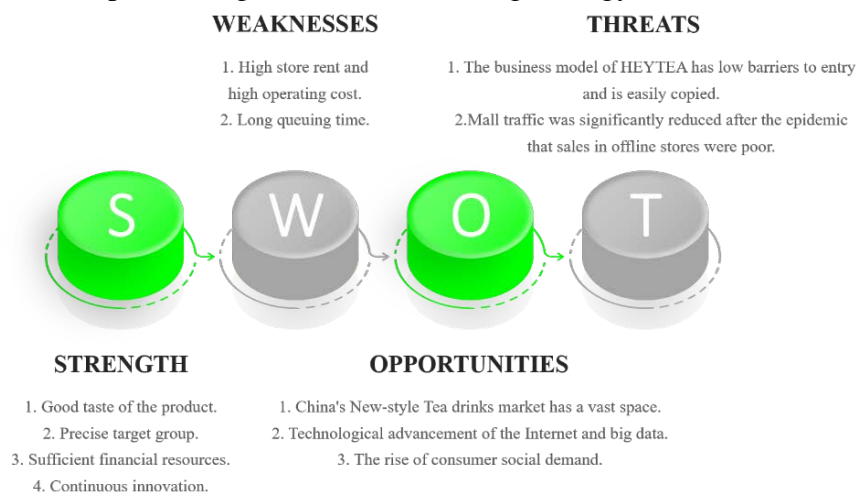 WEAKNESSES
1. High store rent and
high operating cost.
2. Long queuing time.
THREATS
1. The business model of HEYTEA has low barriers to entry
and is easily copied.
2.Mall traffic was significantly reduced after the epidemic
that sales in offline stores were poor.
S W O T
STRENGTH
1. Good taste of the product.
2. Precise target group.
3. Sufficient financial resources.
4. Continuous innovation.
OPPORTUNITIES
1. China's New-style Tea drinks market has a vast space.
2. Technological advancement of the Internet and big data.
3. The rise of consumer social demand.